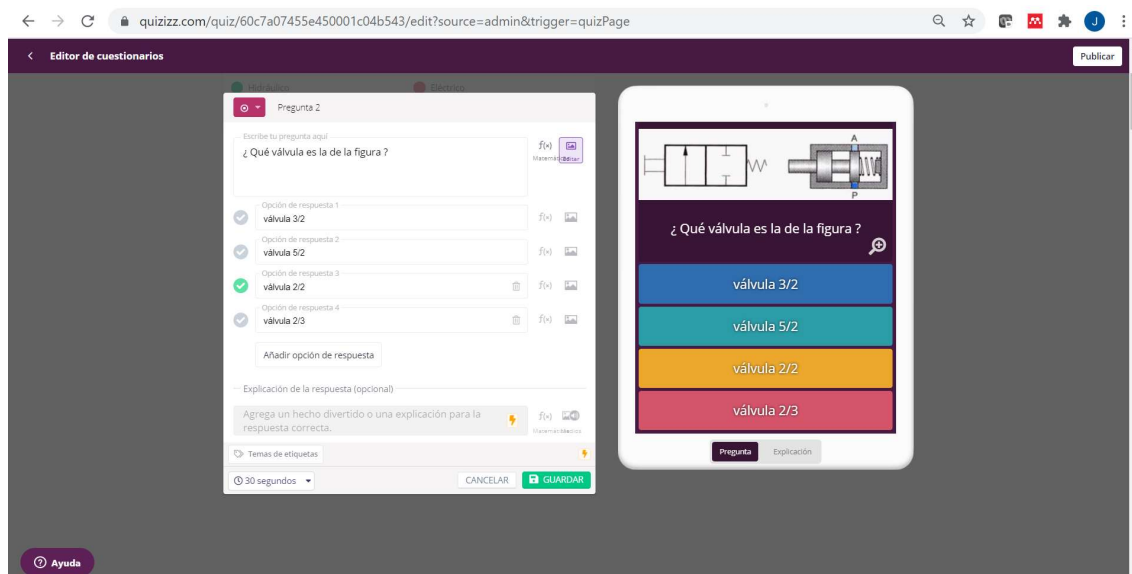 quizizz.com/quiz/60c7a07455e450001c04b543/edit?source=admin&trigger=quizPage
J
Editor de cuestionarios
Publicar
Hidráulico
Eléctrico
Pregunta 2
Escribe tu pregunta aquí
¿ Qué válvula es la de la figura ?
f(x)
Editar
Opción de respuesta 1
válvula 3/2
f(x)
Opción de respuesta 2
válvula 5/2
f(x)
Opción de respuesta 3
válvula 2/2
f(x)
Opción de respuesta 4
válvula 2/3
f(x)
Añadir opción de respuesta
Explicación de la respuesta (opcional)
Agrega un hecho divertido o una explicación para la
respuesta correcta.
f(x)
Temas de etiquetas
30 segundos
CANCELAR
GUARDAR
A
P
¿ Qué válvula es la de la figura ?
válvula 3/2
válvula 5/2
válvula 2/2
válvula 2/3
Pregunta
Explicación
Ayuda